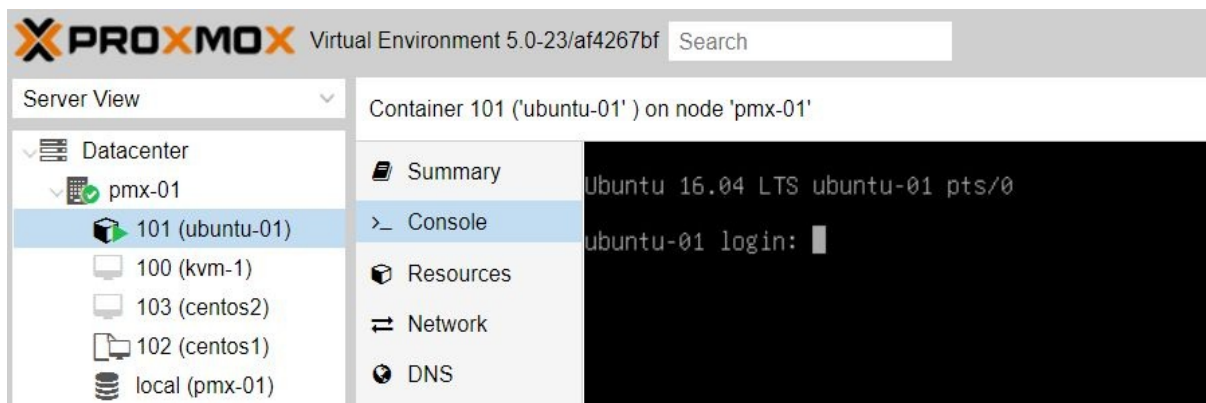 PROXMOX Virtual Environment 5.0-23/af4267bf Search
Server View
Datacenter
pmx-01
101 (ubuntu-01)
100 (kvm-1)
103 (centos2)
102 (centos1)
local (pmx-01)
Container 101 ('ubuntu-01' ) on node 'pmx-01'
Summary
>_ Console
Resources
Network
DNS
Ubuntu 16.04 LTS ubuntu-01 pts/0
ubuntu-01 login: